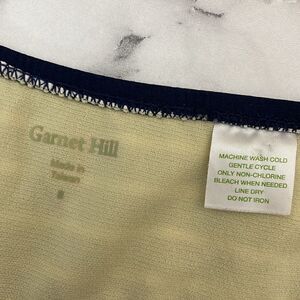 Garnet Hill
Made in
Taiwan
8
MACHINE WASH COLD
GENTLE CYCLE
ONLY NON-CHLORINE
BLEACH WHEN NEEDED
LINE DRY
DO NOT IRON